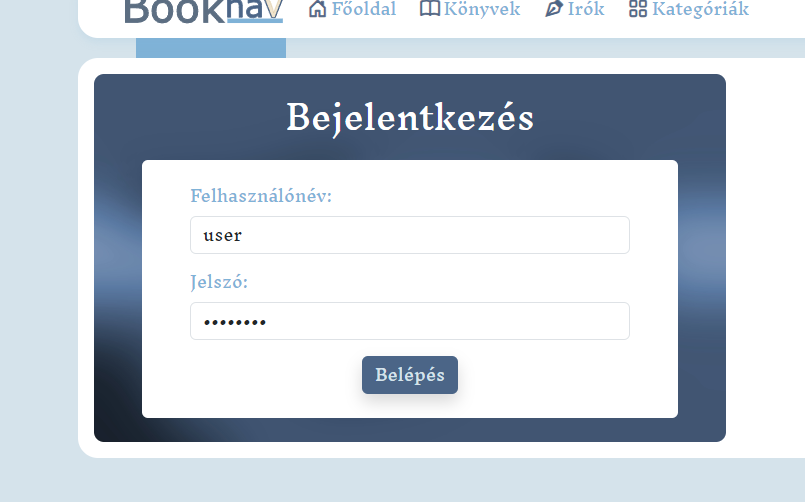 Booknav Főoldal Könyvek Írók Kategóriák
Bejelentkezés
Felhasználónév:
user
Jelszó:
••••••••
Belépés